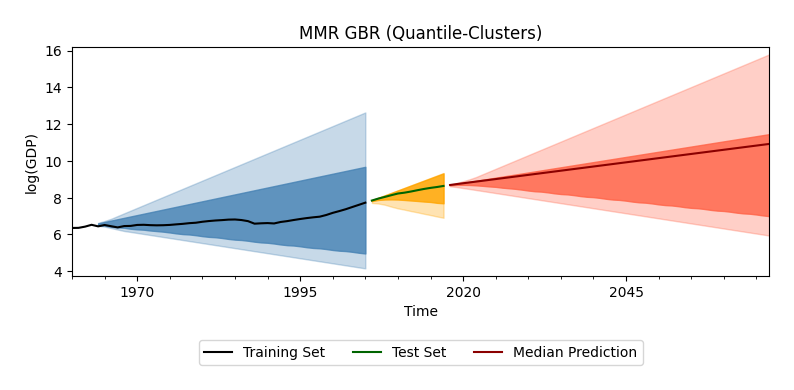 MMR GBR (Quantile-Clusters)
16
14
12
10
8
6
4
log(GDP)
1970 1995 2020 2045
Time
Training Set Test Set Median Prediction